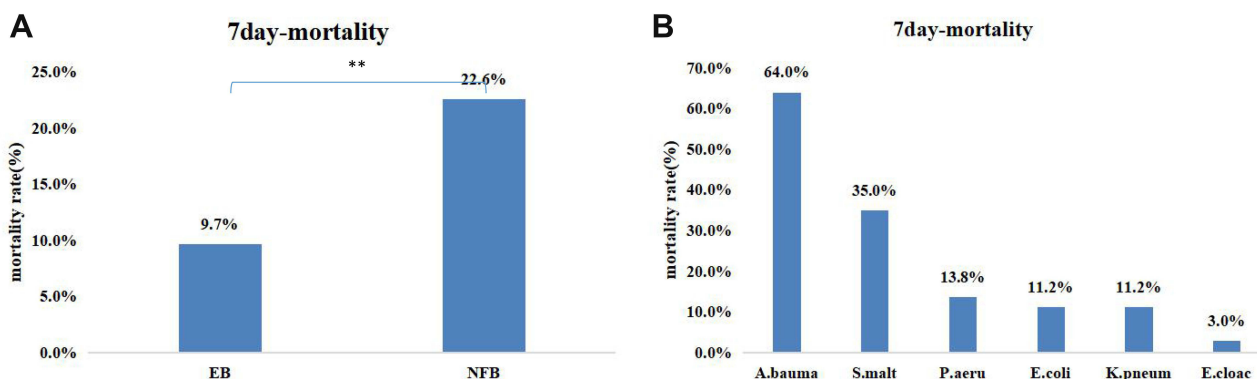 A
7day-mortality
**
mortality rate(%)
25.0%
20.0%
15.0%
10.0%
5.0%
0.0%
9.7%
22.6%
EB
NFB
B
7day-mortality
mortality rate(%)
70.0%
60.0%
50.0%
40.0%
30.0%
20.0%
10.0%
0.0%
64.0%
35.0%
13.8%
11.2%
11.2%
3.0%
A.bauma
S.malt
P.aeru
E.coli
K.pneum
E.cloac